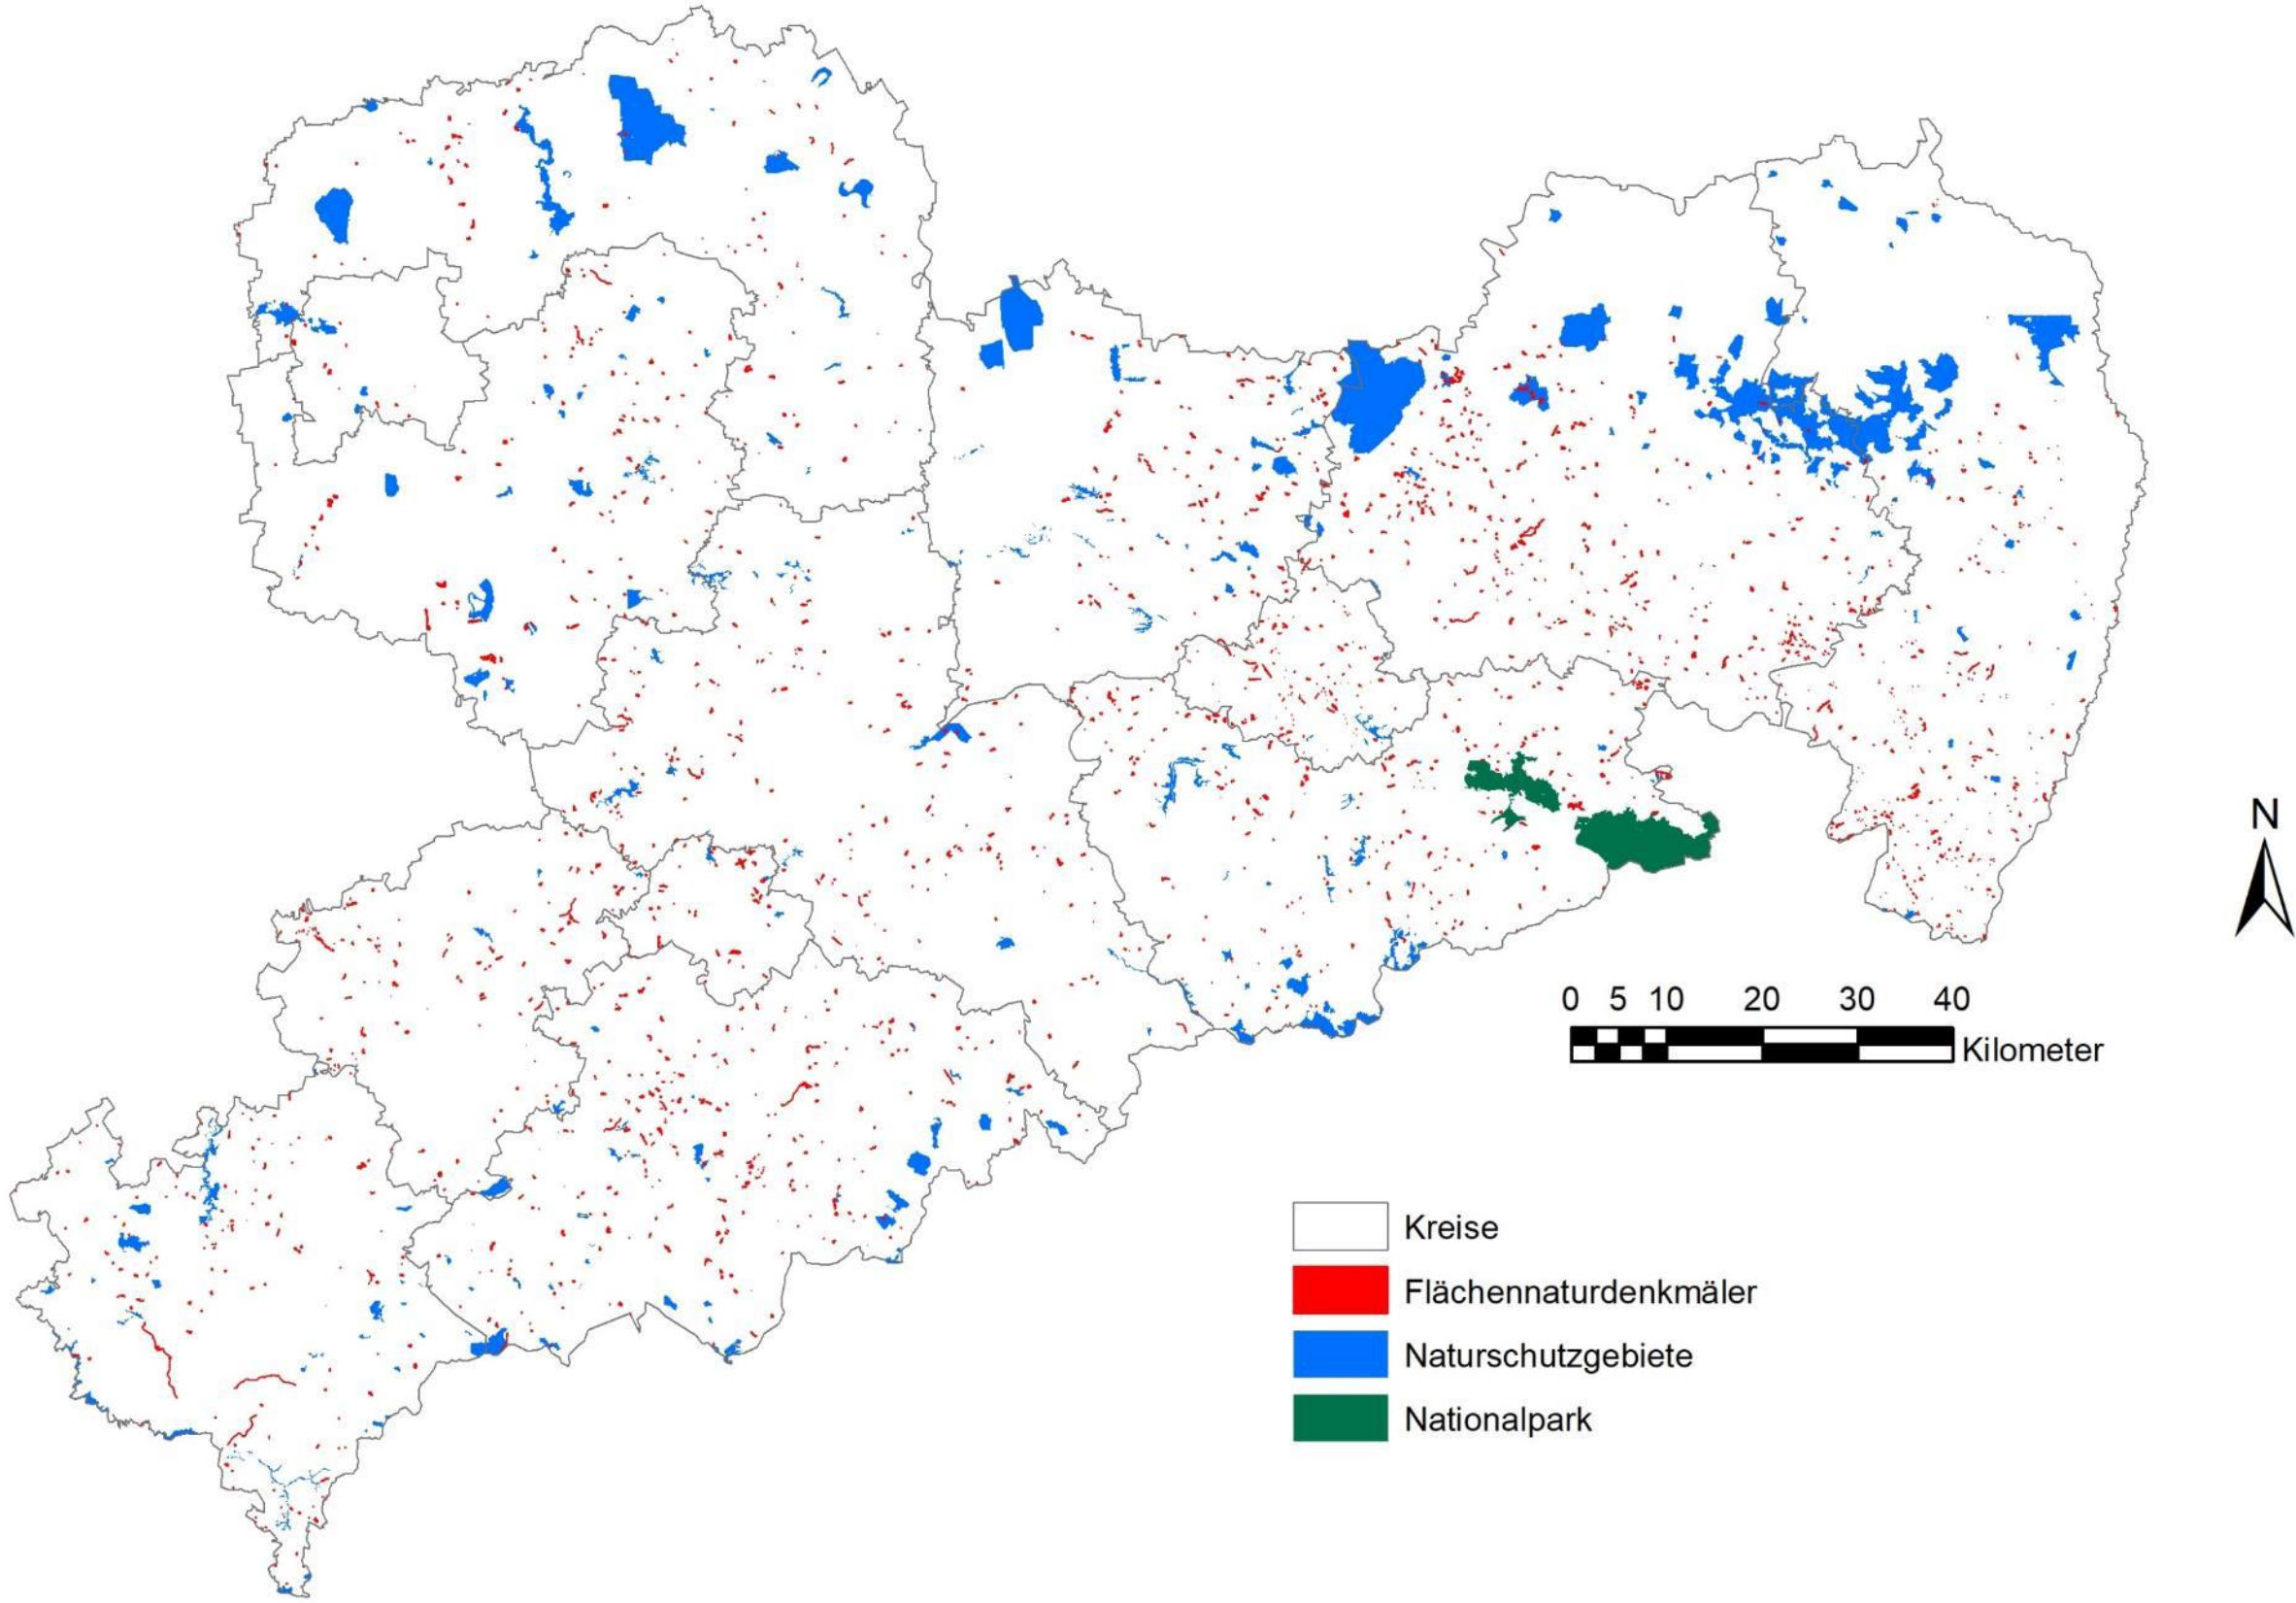 N
0 5 10 20 30 40
Kilometer
Kreise
Flächennaturdenkmäler
Naturschutzgebiete
Nationalpark